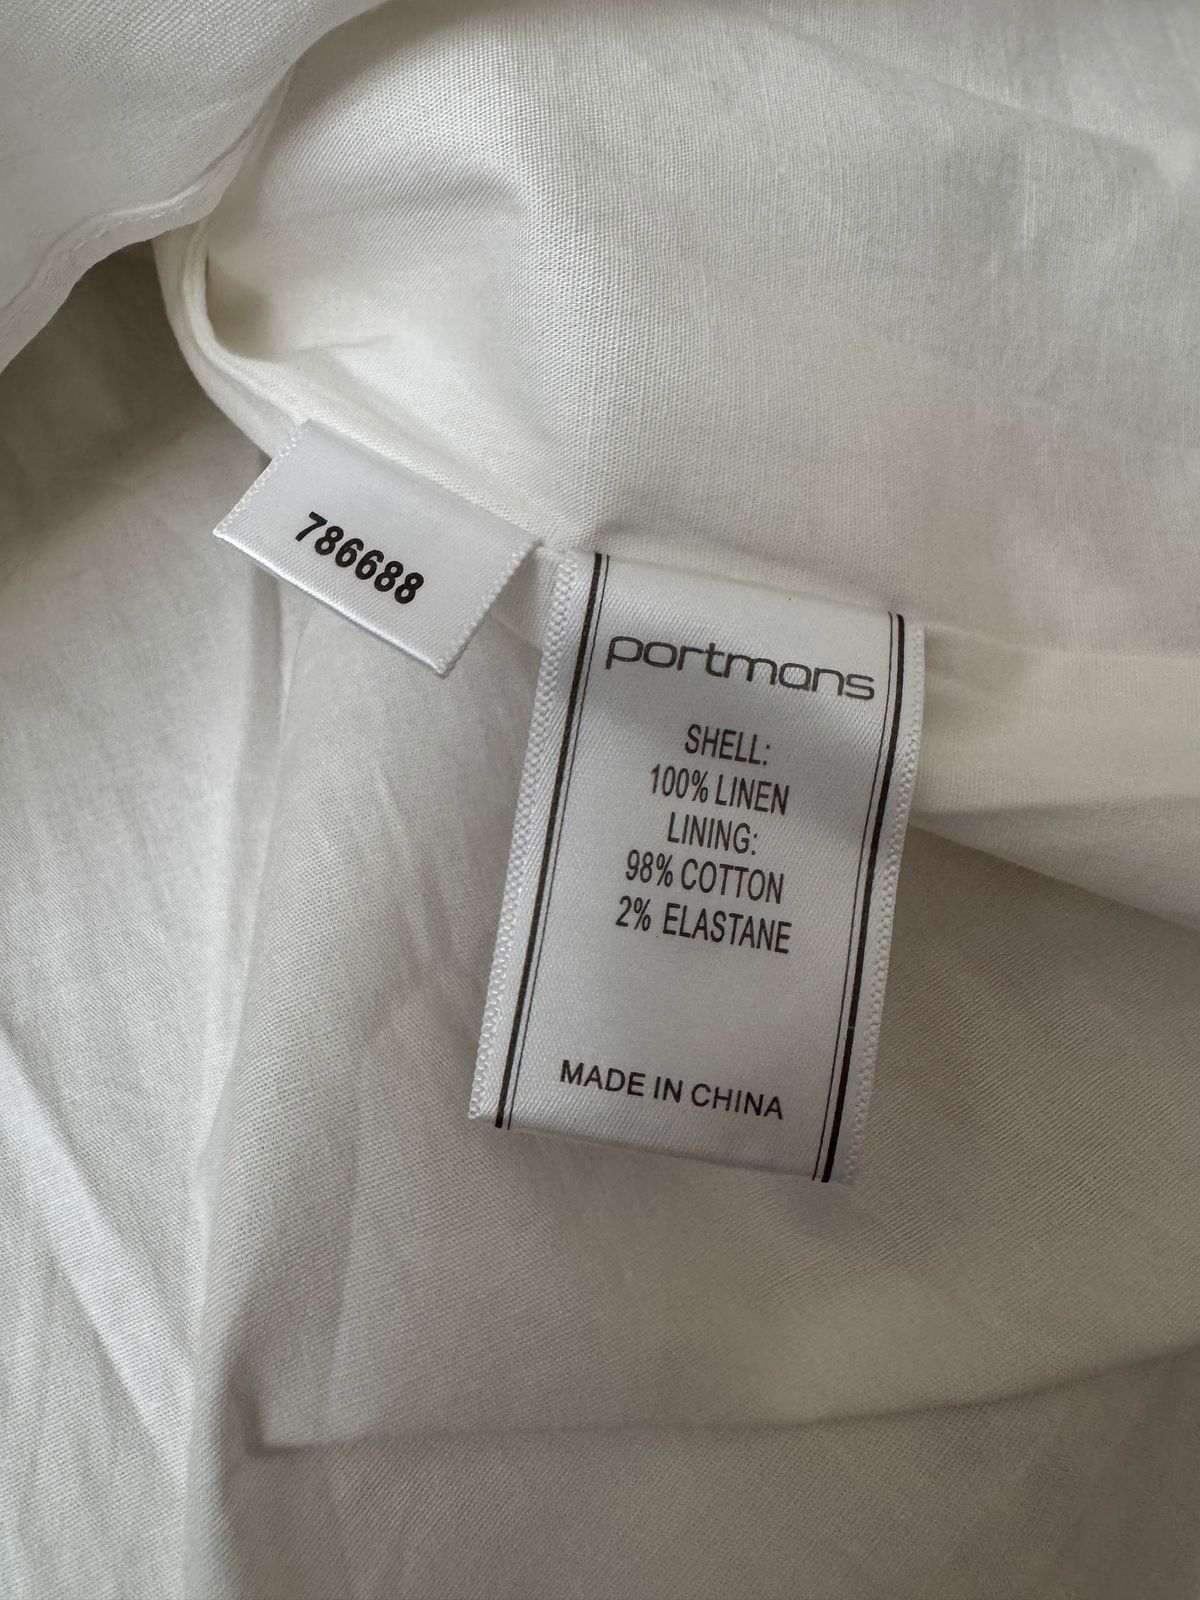 786688
portmans
SHELL:
100% LINEN
LINING:
98% COTTON
2% ELASTANE
MADE IN CHINA